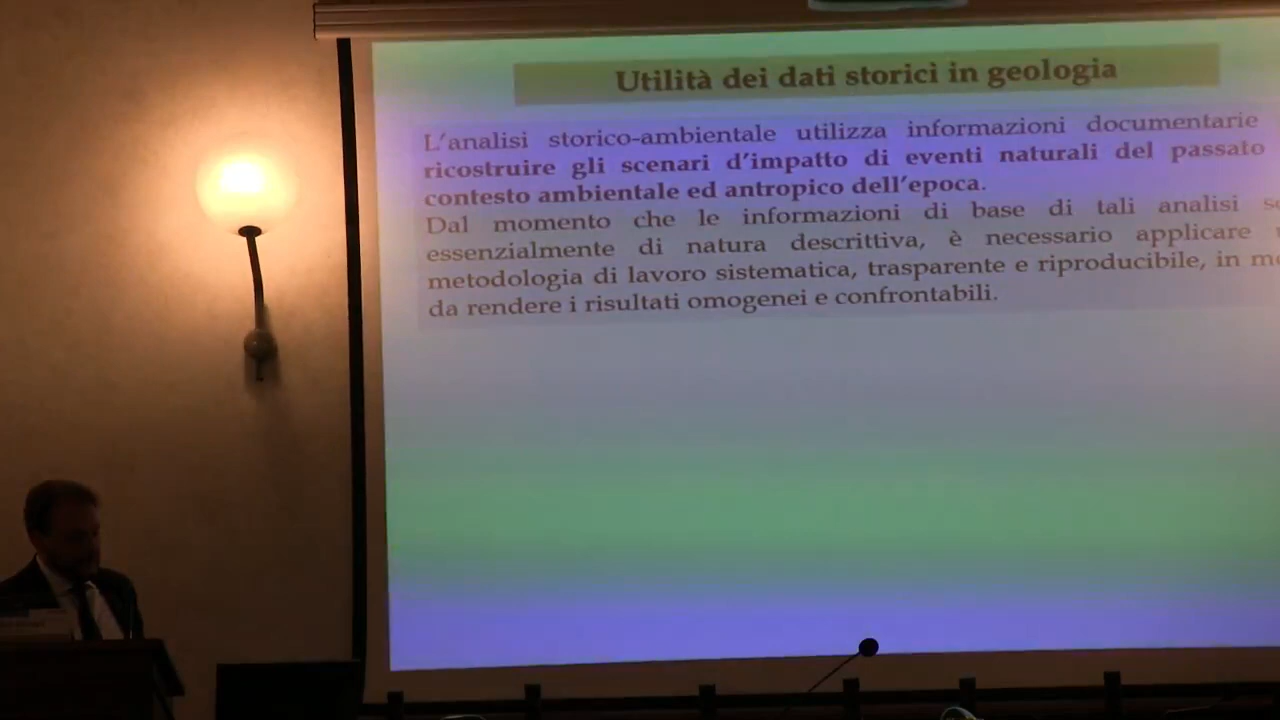 Utilità dei dati storici in geologia
L'analisi storico-ambientale utilizza informazioni documentarie
ricostruire gli scenari d'impatto di eventi naturali del passato
contesto ambientale ed antropico dell'epoca.
Dal momento che le informazioni di base di tali analisi
essenzialmente di natura descrittiva, è necessario applicare
metodologia di lavoro sistematica, trasparente e riproducibile, in
da rendere i risultati omogenei e confrontabili.